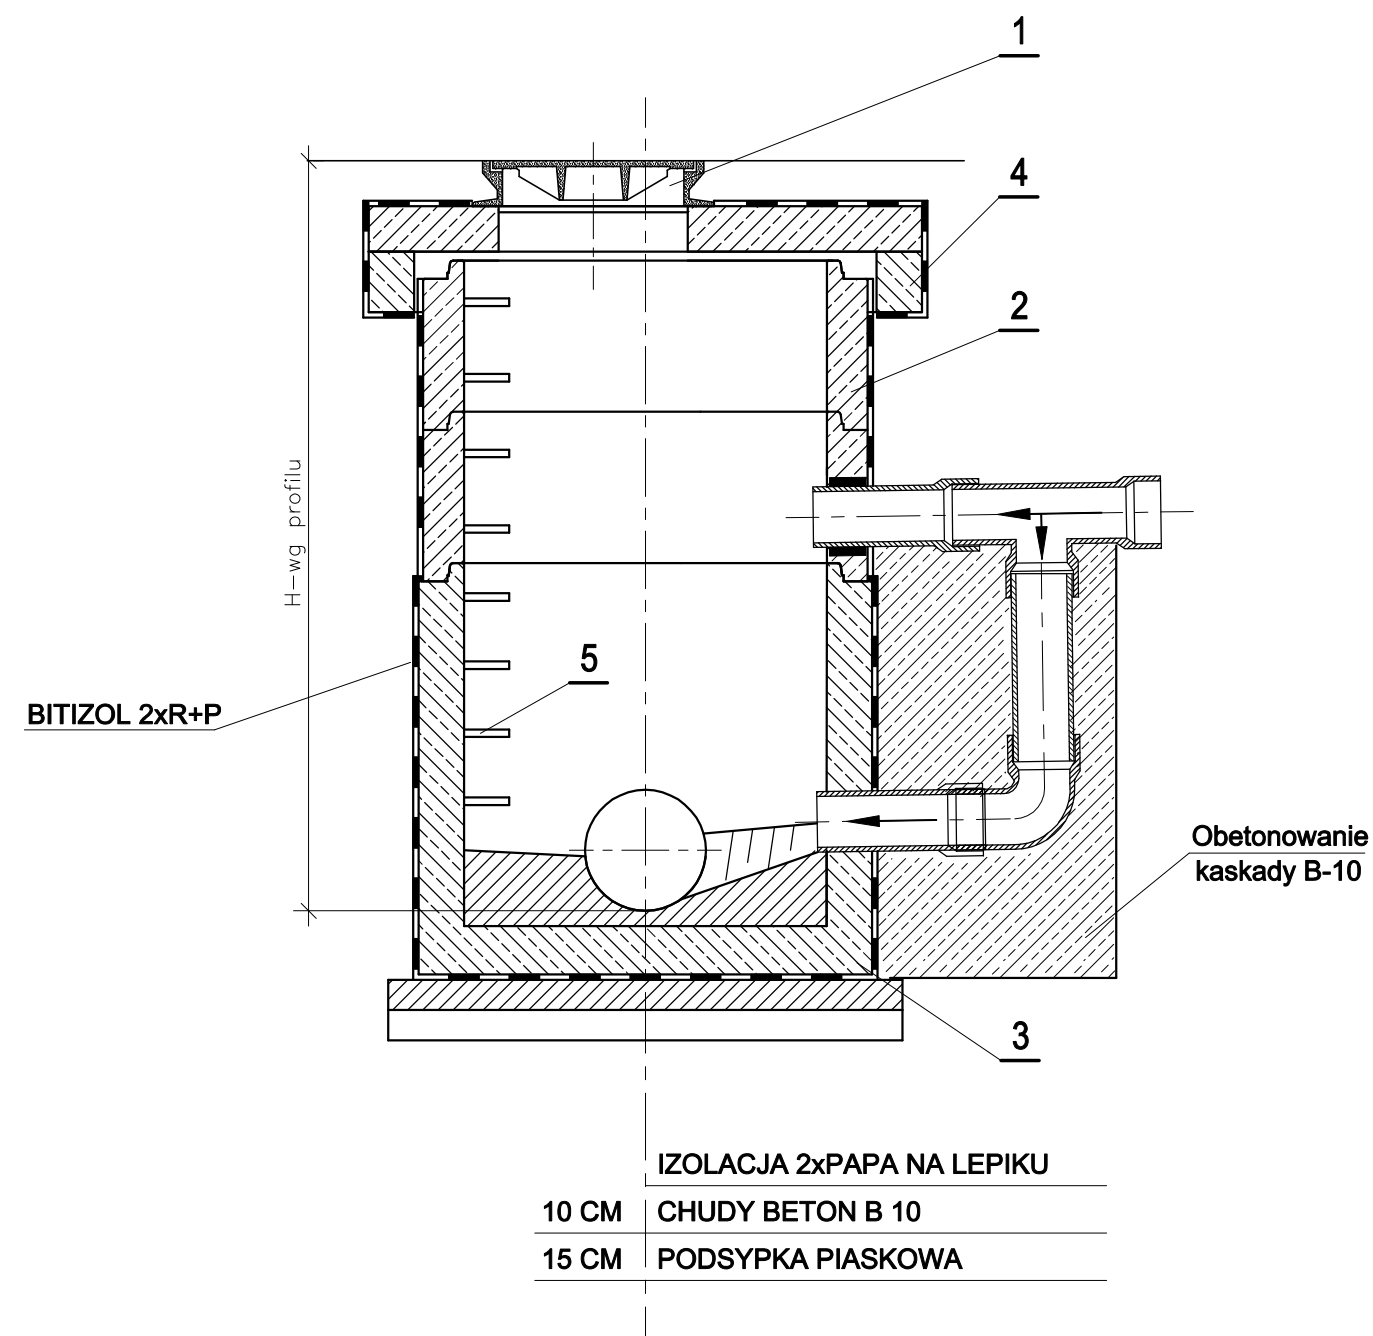 1
4
2
H-wg profilu
5
BITIZOL 2xR+P
Obetonowanie
kaskady B-10
3
IZOLACJA 2xPAPA NA LEPIKU
10 CM CHUDY BETON B 10
15 CM PODSYPKA PIASKOWA